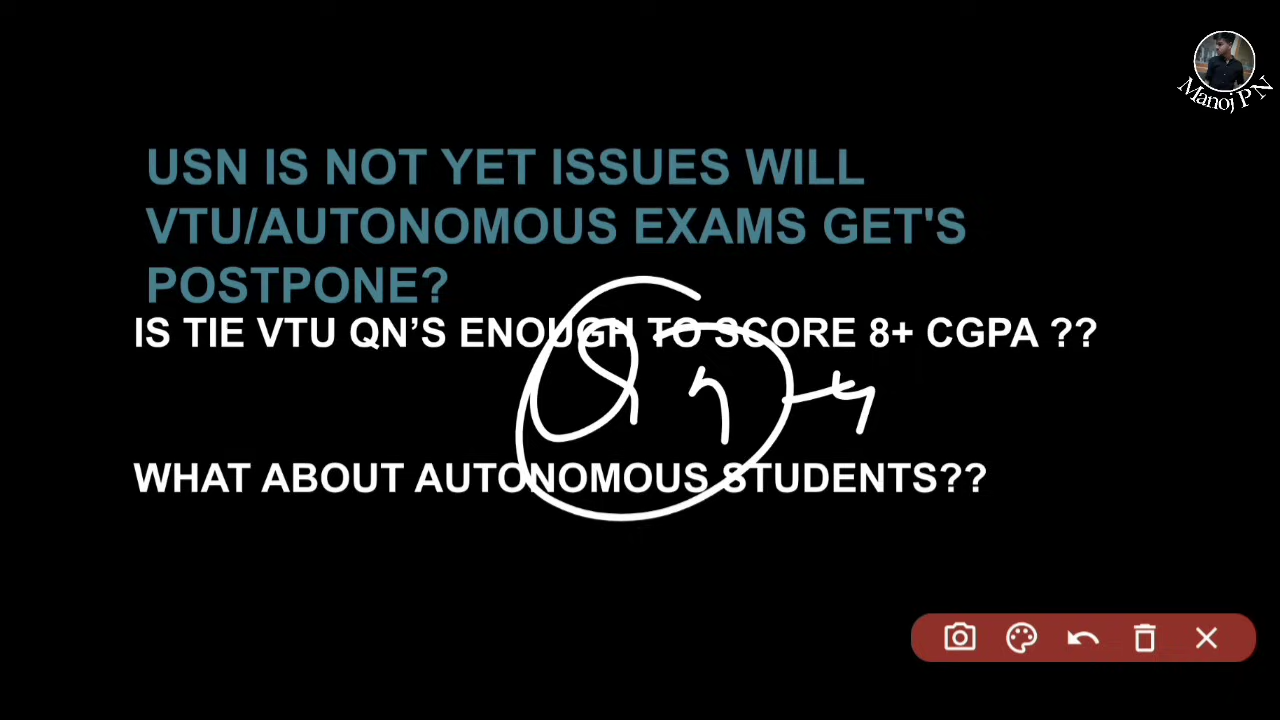 Manoj P N
USN IS NOT YET ISSUES WILL
VTU/AUTONOMOUS EXAMS GET'S
POSTPONE?
IS TIE VTU QN’S ENOUGH TO SCORE 8+ CGPA ??
WHAT ABOUT AUTONOMOUS STUDENTS??